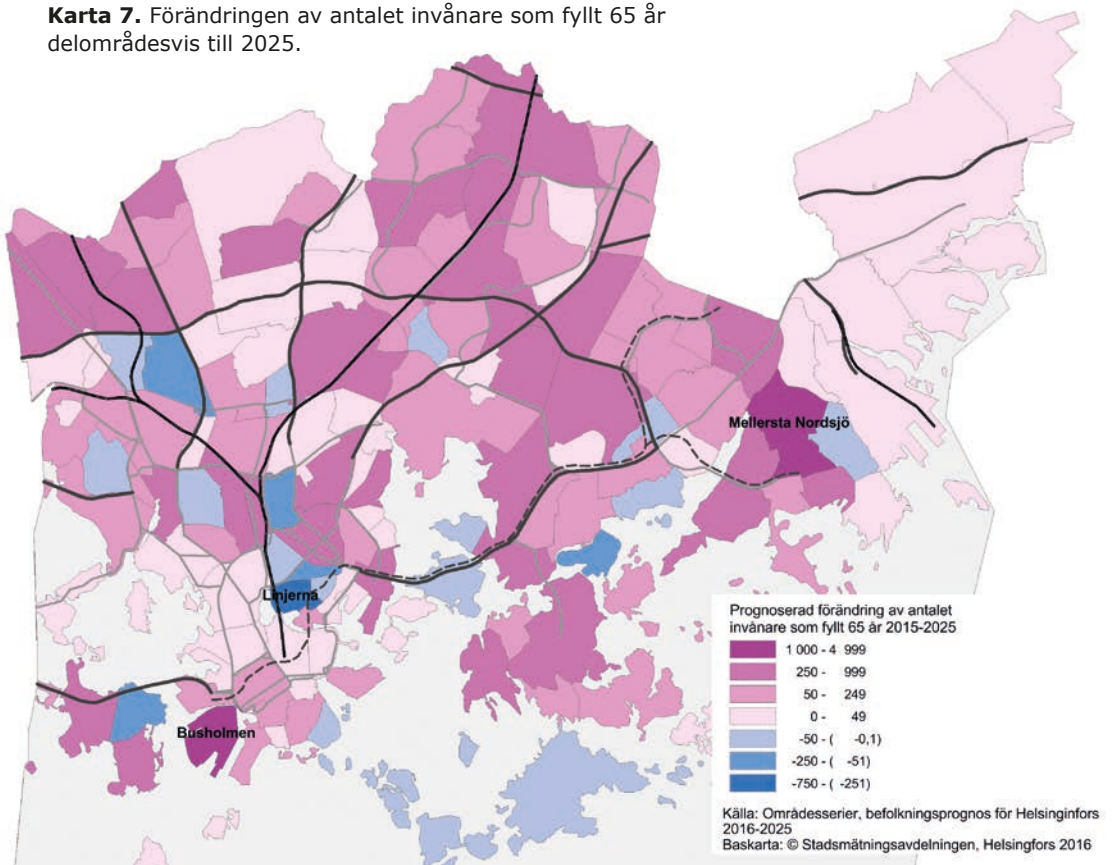 Karta 7. Förändringen av antalet invånare som fyllt 65 år
delområdesvis till 2025.
Mellersta Nordsjö
Linjerna
Busholmen
Prognoserad förändring av antalet
invånare som fyllt 65 år 2015-2025
1 000 - 4 999
250 - 999
50 - 249
0 - 49
-50 - ( -0,1)
-250 - ( -51)
-750 - ( -251)
Källa: Områdesserier, befolkningsprognos för Helsinginfors
2016-2025
Baskarta: © Stadsmätningsavdelningen, Helsingfors 2016